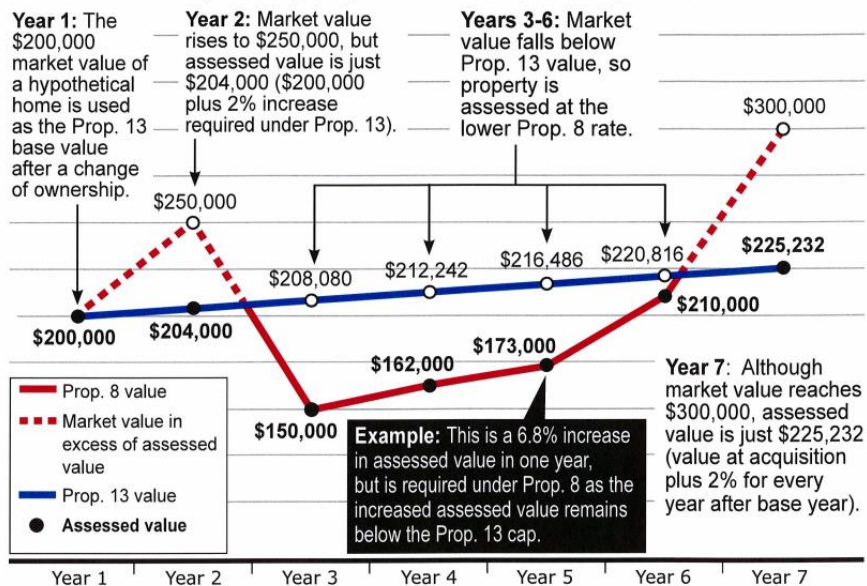 Year 1: The
$200,000
market value of
a hypothetical
home is used
as the Prop. 13
base value
after a change
of ownership.
Year 2: Market value
rises to $250,000, but
assessed value is just
$204,000 ($200,000
plus 2% increase
required under Prop. 13).
Years 3-6: Market
value falls below
Prop. 13 value, so
property is
assessed at the
lower Prop. 8 rate.
$300,000
$250,000
$208,080
$212,242
$216,486
$220,816
$225,232
$200,000
$204,000
$210,000
$162,000
$173,000
$150,000
Year 7: Although
market value reaches
$300,000, assessed
value is just $225,232
(value at acquisition
plus 2% for every
year after base year).
Prop. 8 value
Market value in
excess of assessed
value
Prop. 13 value
Assessed value
Example: This is a 6.8% increase
in assessed value in one year,
but is required under Prop. 8 as the
increased assessed value remains
below the Prop. 13 cap.
Year 1
Year 2
Year 3
Year 4
Year 5
Year 6
Year 7